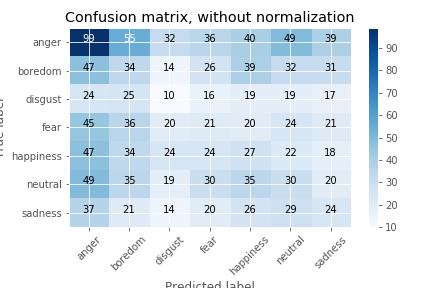 Confusion matrix, without normalization
anger 99 55 32 36 40 49 39
boredom 47 34 14 26 39 32 31
disgust 24 25 10 16 19 19 17
fear 45 36 20 21 20 24 21
happiness 47 34 24 24 27 22 18
neutral 49 35 19 30 35 30 20
sadness 37 21 14 20 26 29 24
anger boredom disgust fear happiness neutral sadness
Predicted label
True label
90
80
70
60
50
40
30
20
10